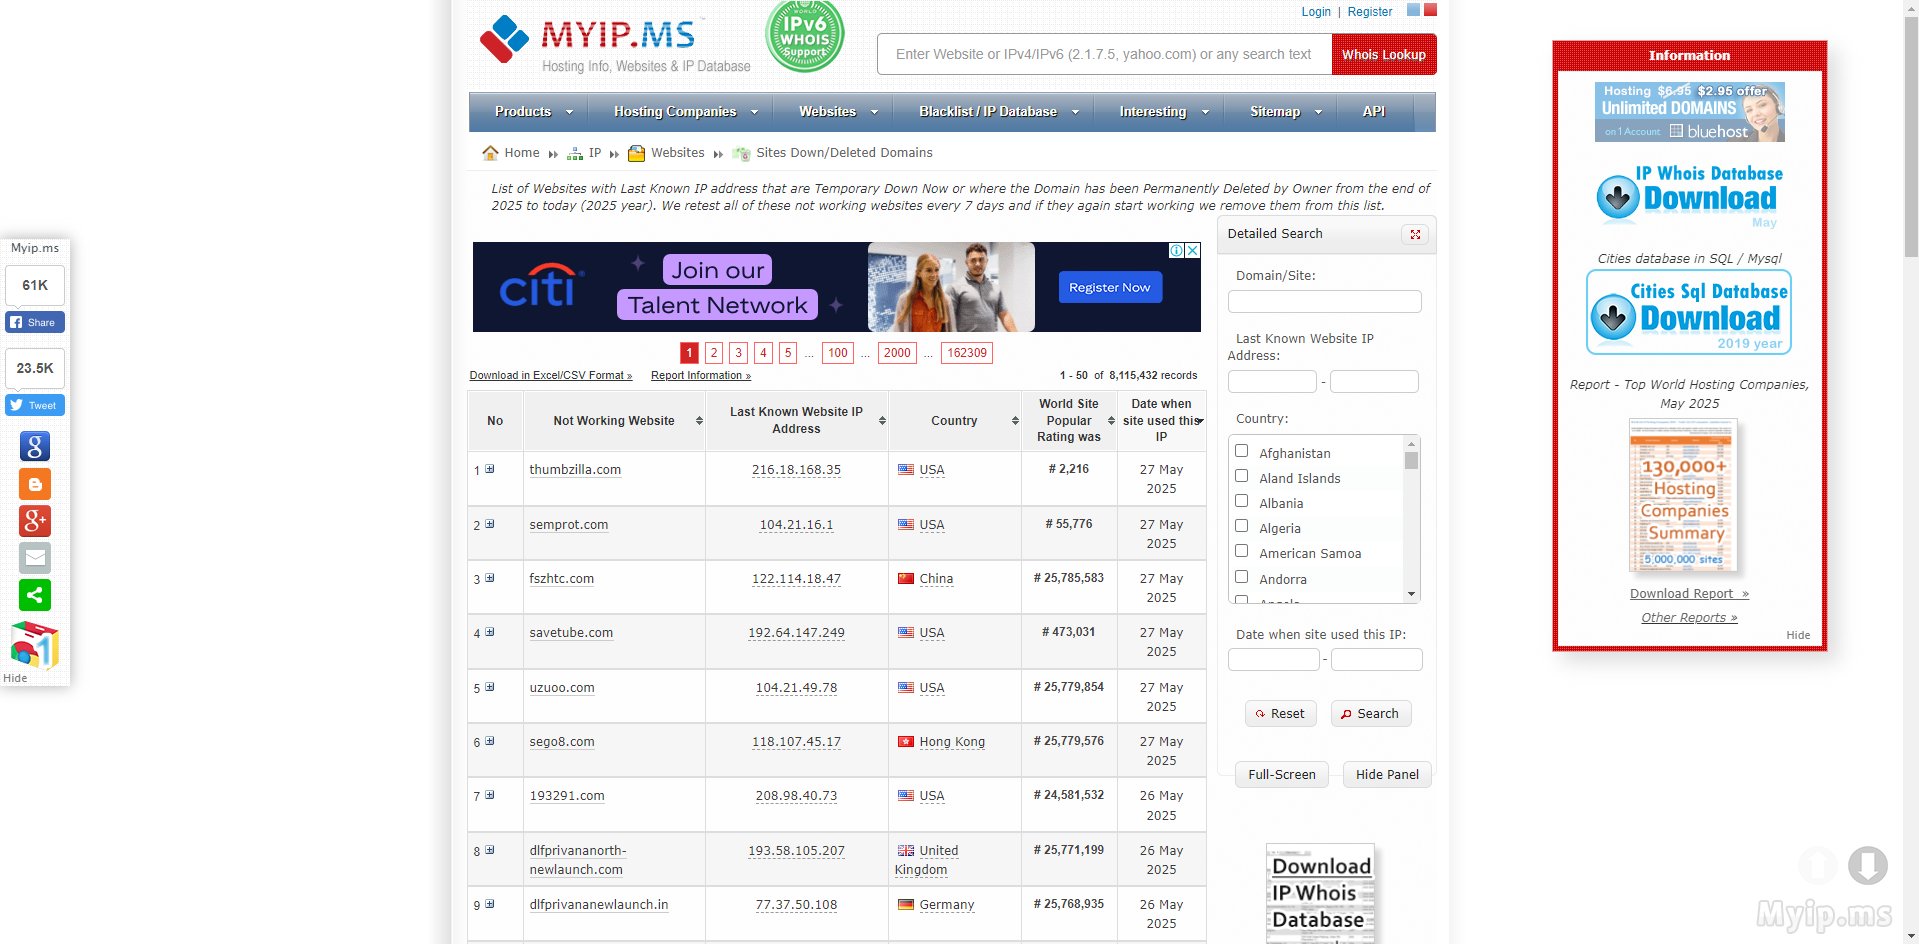 MYIP.MS
Hosting Info, Websites & IP Database
WORLD
IPv6
WHOIS
Support
Login | Register
Enter Website or IPv4/IPv6 (2.1.7.5, yahoo.com) or any search text
Whois Lookup
Products
Hosting Companies
Websites
Blacklist / IP Database
Interesting
Sitemap
API
Home » IP » Websites » Sites Down/Deleted Domains
List of Websites with Last Known IP address that are Temporary Down Now or where the Domain has been Permanently Deleted by Owner from the end of
2025 to today (2025 year). We retest all of these not working websites every 7 days and if they again start working we remove them from this list.
citi
Join our
Talent Network
Register Now
1 2 3 4 5 ... 100 ... 2000 ... 162309
Download in Excel/CSV Format »
Report Information »
1 - 50 of 8,115,432 records
No
Not Working Website
Last Known Website IP
Address
Country
World Site
Popular
Rating was
Date when
site used this
IP
1 thumbzilla.com 216.18.168.35 USA # 2,216 27 May
2025
2 semprot.com 104.21.16.1 USA # 55,776 27 May
2025
3 fszhtc.com 122.114.18.47 China # 25,785,583 27 May
2025
4 savetube.com 192.64.147.249 USA # 473,031 27 May
2025
5 uzuoo.com 104.21.49.78 USA # 25,779,854 27 May
2025
6 sego8.com 118.107.45.17 Hong Kong # 25,779,576 27 May
2025
7 193291.com 208.98.40.73 USA # 24,581,532 26 May
2025
8 dlfprivananorth- 193.58.105.207 United # 25,771,199 26 May
newlaunch.com Kingdom 2025
9 dlfprivananewlaunch.in 77.37.50.108 Germany # 25,768,935 26 May
2025
Detailed Search
Domain/Site:
Last Known Website IP
Address:
-
Country:
Afghanistan
Aland Islands
Albania
Algeria
American Samoa
Andorra
Angola
Date when site used this IP:
-
Reset
Search
Full-Screen
Hide Panel
Download
IP Whois
Database
Information
Hosting $6.95 $2.95 offer
Unlimited DOMAINS
on 1 Account bluehost
IP Whois Database
Download
May
Cities database in SQL / Mysql
Cities Sql Database
Download
2019 year
Report - Top World Hosting Companies,
May 2025
130,000+
Hosting
Companies
Summary
5,000,000 sites
Download Report »
Other Reports »
Hide
Myip.ms
61K
Share
23.5K
Tweet
g
g+
1
Hide
Myip.ms